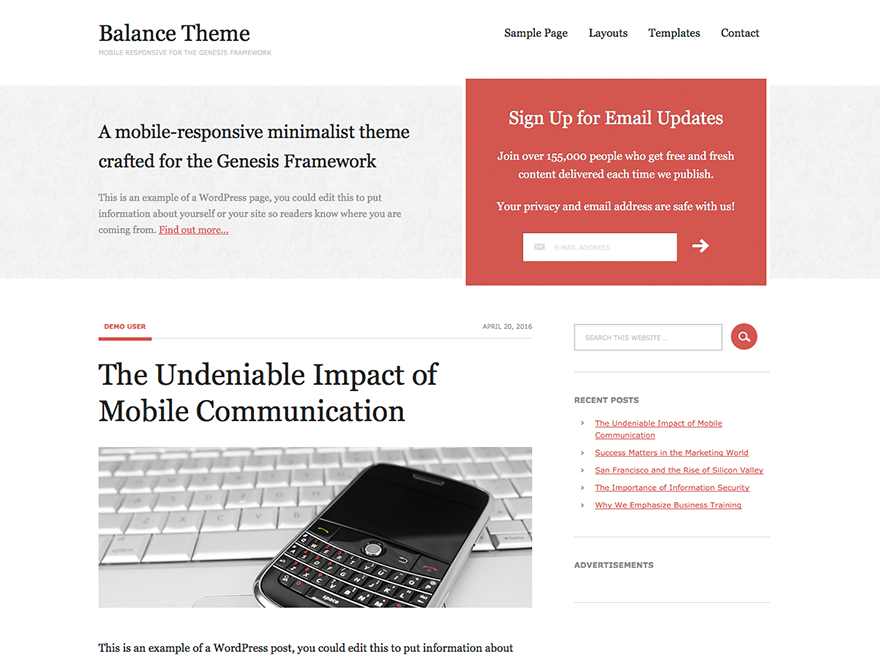 Balance Theme
MOBILE RESPONSIVE FOR THE GENESIS FRAMEWORK
Sample Page Layouts Templates Contact
A mobile-responsive minimalist theme
crafted for the Genesis Framework
This is an example of a WordPress page, you could edit this to put
information about yourself or your site so readers know where you are
coming from. Find out more...
Sign Up for Email Updates
Join over 155,000 people who get free and fresh
content delivered each time we publish.
Your privacy and email address are safe with us!
E-MAIL ADDRESS
DEMO USER
APRIL 20, 2016
The Undeniable Impact of
Mobile Communication
This is an example of a WordPress post, you could edit this to put information about
SEARCH THIS WEBSITE ...
RECENT POSTS
The Undeniable Impact of Mobile
Communication
Success Matters in the Marketing World
San Francisco and the Rise of Silicon Valley
The Importance of Information Security
Why We Emphasize Business Training
ADVERTISEMENTS